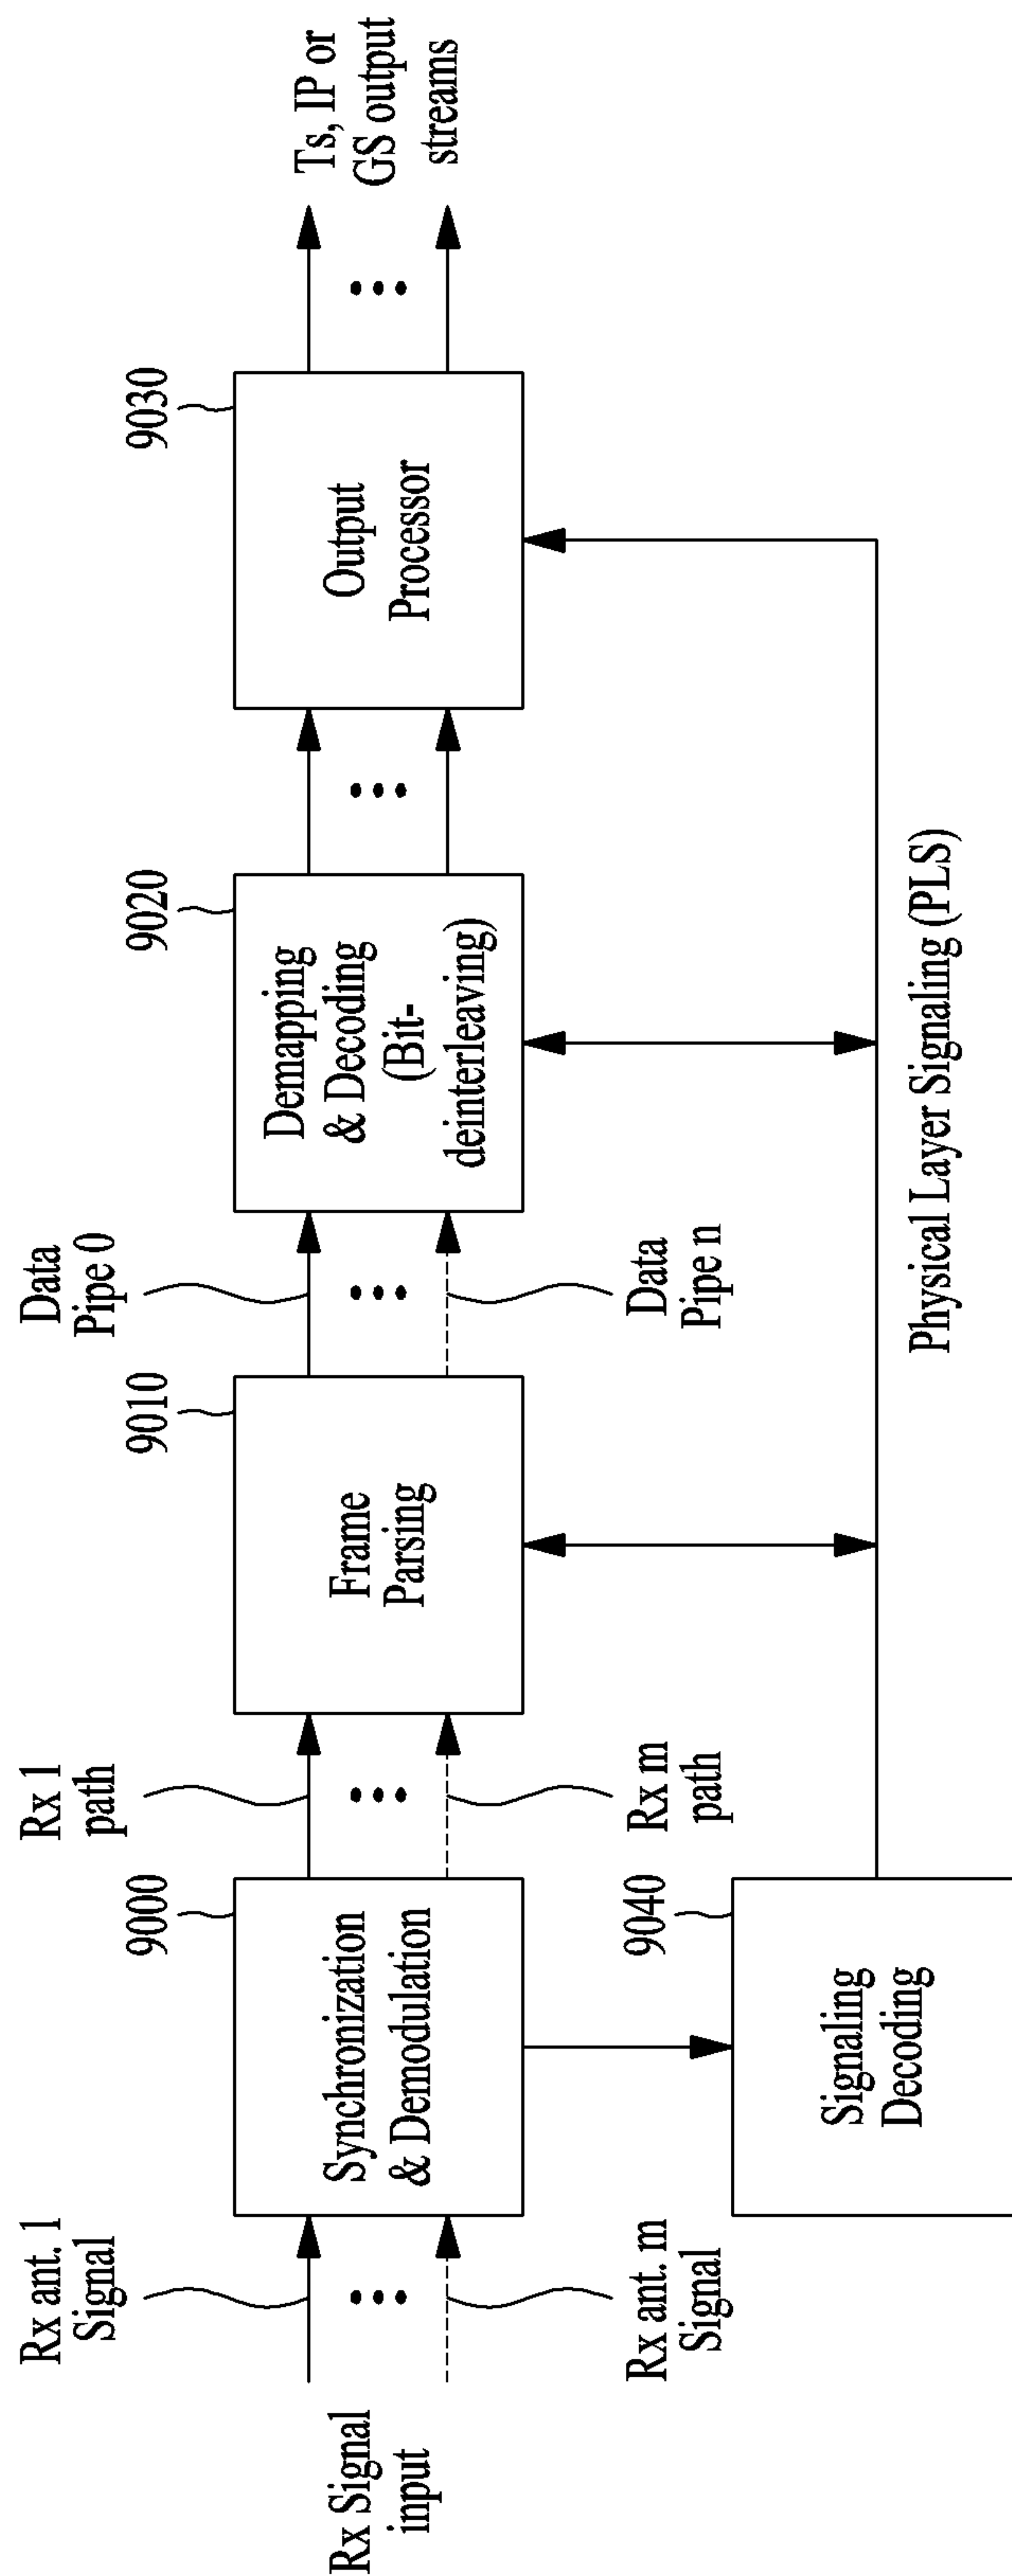 Rx Signal
input
Rx ant. 1
Signal
Rx ant. m
Signal
9000
Synchronization
& Demodulation
Rx 1
path
Rx m
path
9010
Frame
Parsing
Data
Pipe 0
Data
Pipe n
9020
Demapping
& Decoding
(Bit-
deinterleaving)
9030
Output
Processor
Ts, IP or
GS output
streams
9040
Signaling
Decoding
Physical Layer Signaling (PLS)